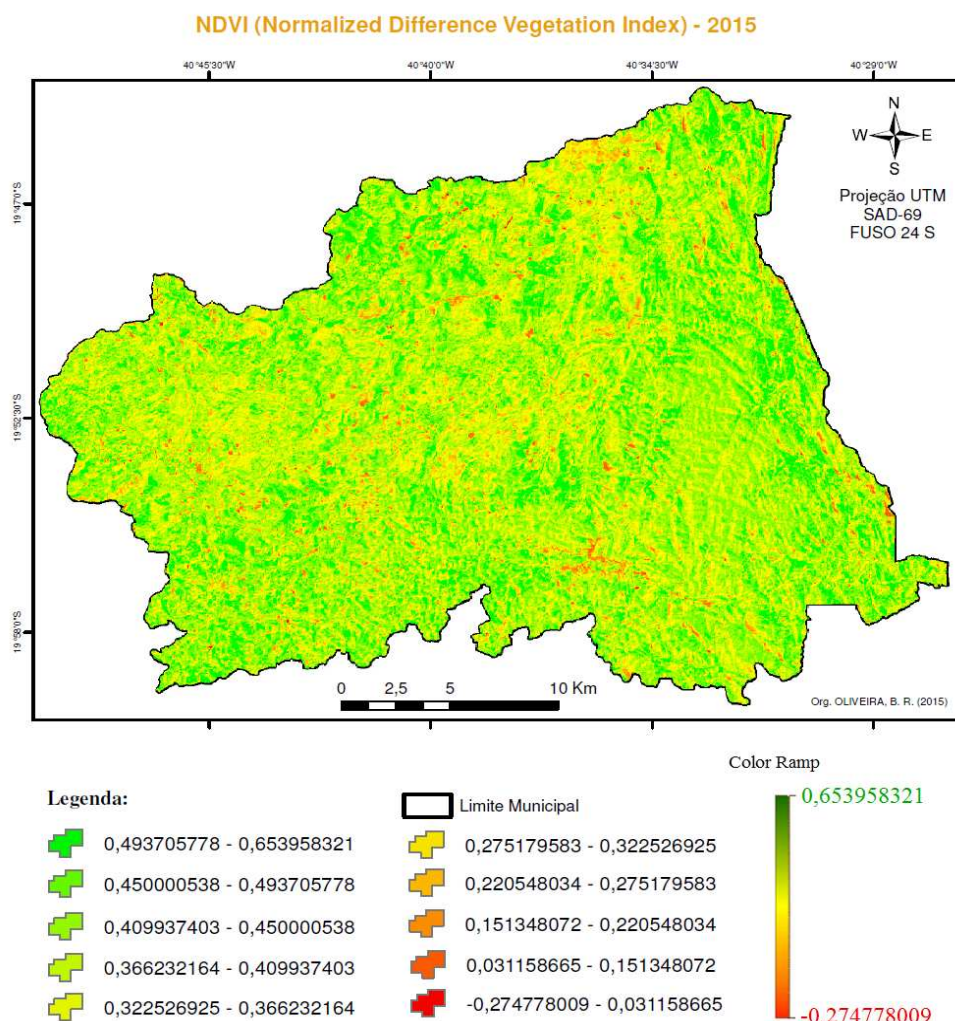 NDVI (Normalized Difference Vegetation Index) - 2015
40°45'30"W 40°40'0"W 40°34'30"W 40°29'0"W
N
W E
S
Projeção UTM
SAD-69
FUSO 24 S
19°47'0"S
19°52'30"S
19°58'0"S
0 2,5 5 10 Km
Org. OLIVEIRA, B. R. (2015)
Color Ramp
Legenda:
Limite Municipal
0,493705778 - 0,653958321
0,450000538 - 0,493705778
0,409937403 - 0,450000538
0,366232164 - 0,409937403
0,322526925 - 0,366232164
0,275179583 - 0,322526925
0,220548034 - 0,275179583
0,151348072 - 0,220548034
0,031158665 - 0,151348072
-0,274778009 - 0,031158665
0,653958321
-0,274778009